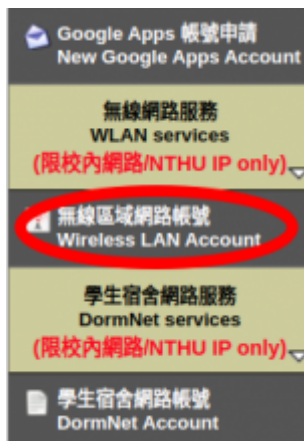 Google Apps 帳號申請
New Google Apps Account
無線網路服務
WLAN services
(限校內網路/NTHU IP only)
無線區域網路帳號
Wireless LAN Account
學生宿舍網路服務
DormNet services
(限校內網路/NTHU IP only)
學生宿舍網路帳號
DormNet Account